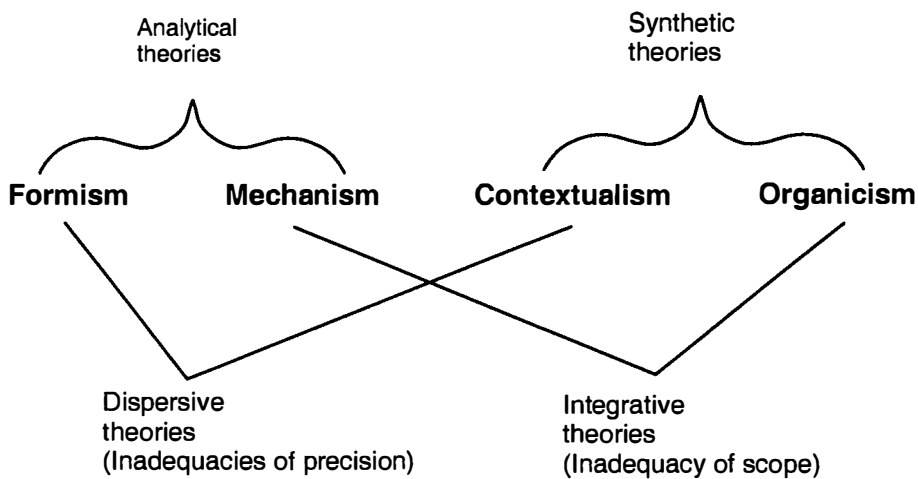 Analytical
theories
Synthetic
theories
Formism
Mechanism
Contextualism
Organicism
Dispersive
theories
(Inadequacies of precision)
Integrative
theories
(Inadequacy of scope)